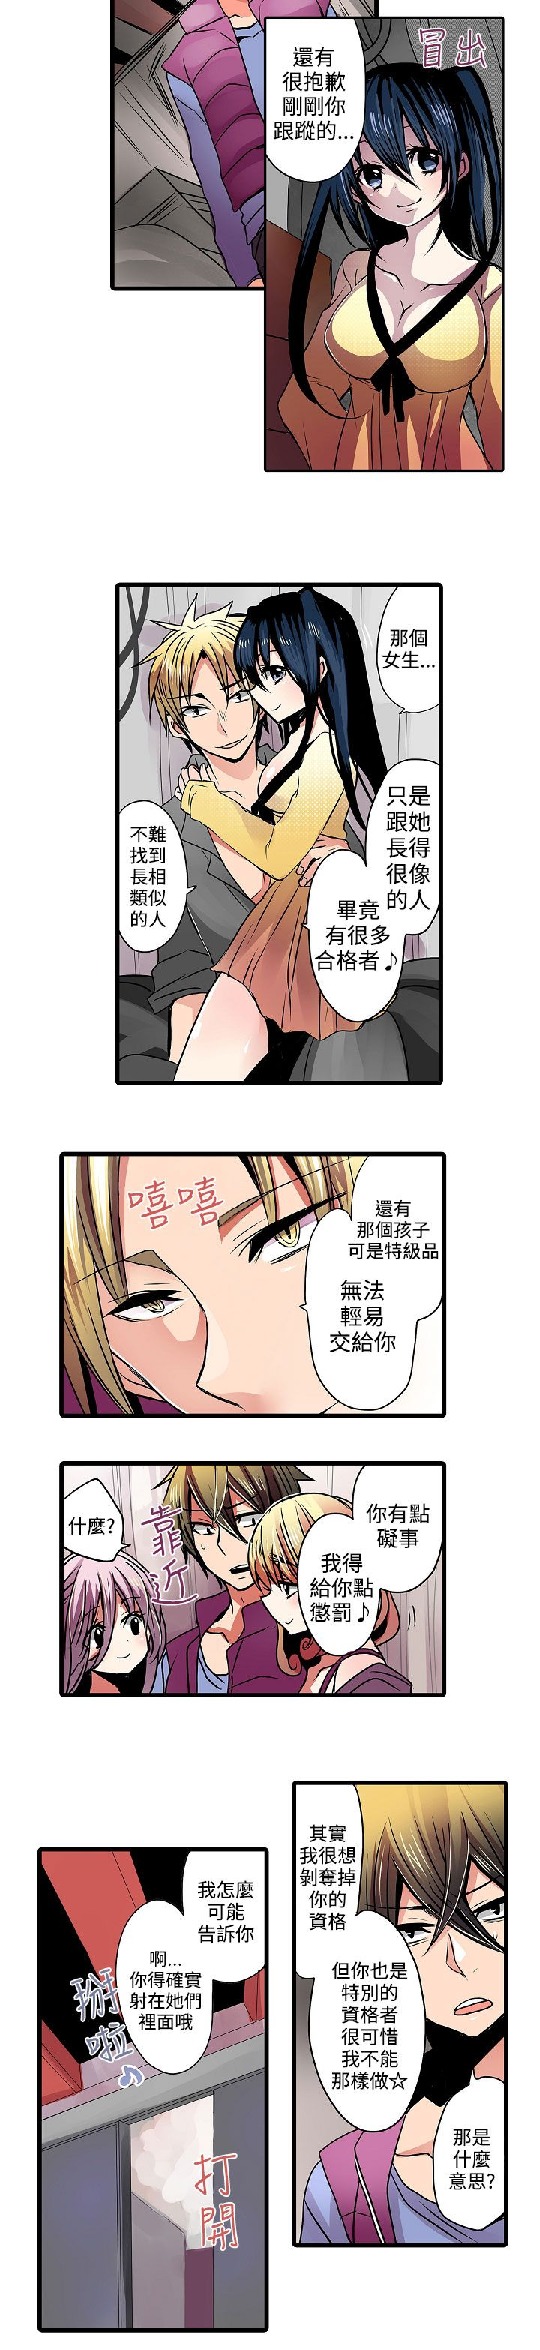 冒出
還有
很抱歉
剛剛你
跟蹤的...
那個
女生...
是她得像人
只跟長很的
畢竟
有很多
合格者♪
難到相似人
不找長類的
嘻嘻
還有
那個孩子
可是特級品
無法
輕易
交給你
你有點
礙事
我得
給你點
懲罰♪
靠近
什麼?
其實
我很想
剝奪掉
你的
資格
但你也是
特別的
資格者
很可惜
我不能
那樣做☆
那是
什麼
意思?
我怎麼
可能
告訴你
啊...
你得確實
射在她們
裡面哦
掰啦♪
打開